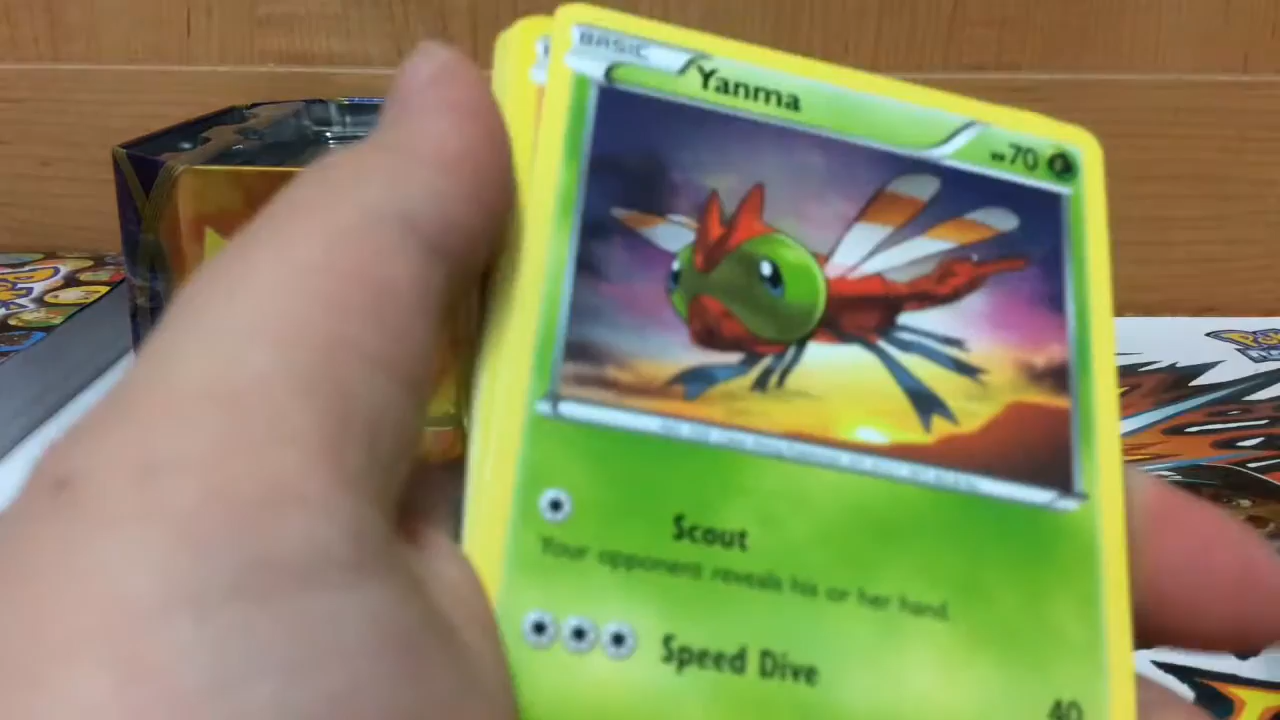 BASIC
Yanma
HP70
Scout
Your opponent reveals his or her hand.
Speed Dive
40